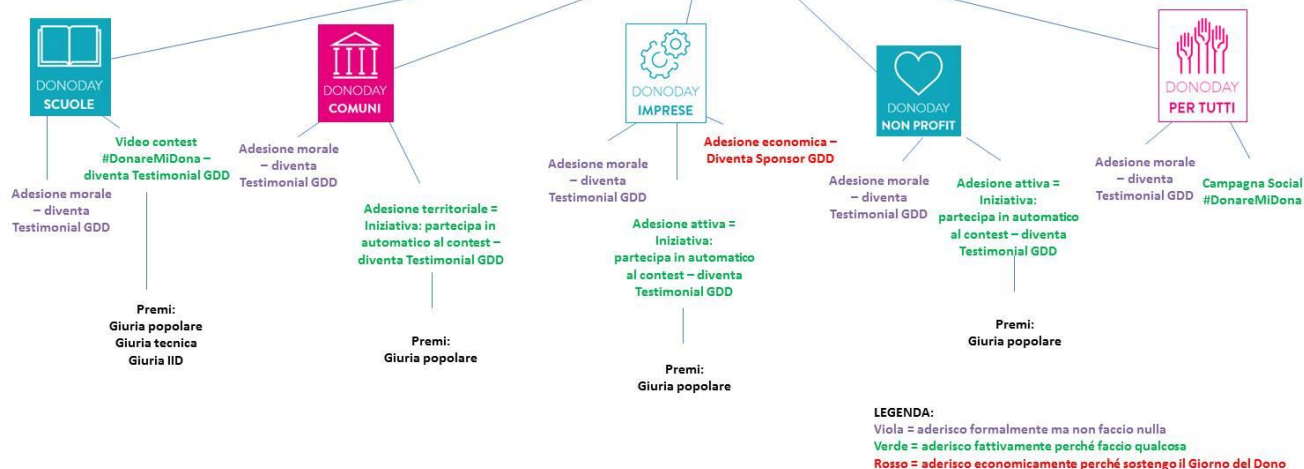 DONODAY
SCUOLE
Adesione morale
– diventa
Testimonial GDD
Video contest
#DonareMiDona –
diventa Testimonial GDD
Premi:
Giuria popolare
Giuria tecnica
Giuria IID
DONODAY
COMUNI
Adesione morale
– diventa
Testimonial GDD
Adesione territoriale =
Iniziativa: partecipa in
automatico al contest –
diventa Testimonial GDD
Premi:
Giuria popolare
DONODAY
IMPRESE
Adesione morale
– diventa
Testimonial GDD
Adesione attiva =
Iniziativa:
partecipa in automatico
al contest – diventa
Testimonial GDD
Adesione economica –
Diventa Sponsor GDD
Premi:
Giuria popolare
DONODAY
NON PROFIT
Adesione morale
– diventa
Testimonial GDD
Adesione attiva =
Iniziativa:
partecipa in automatico
al contest – diventa
Testimonial GDD
Premi:
Giuria popolare
DONODAY
PER TUTTI
Adesione morale
– diventa
Testimonial GDD
Campagna Social
#DonareMiDona
LEGENDA:
Viola = aderisco formalmente ma non faccio nulla
Verde = aderisco fattivamente perché faccio qualcosa
Rosso = aderisco economicamente perché sostengo il Giorno del Dono